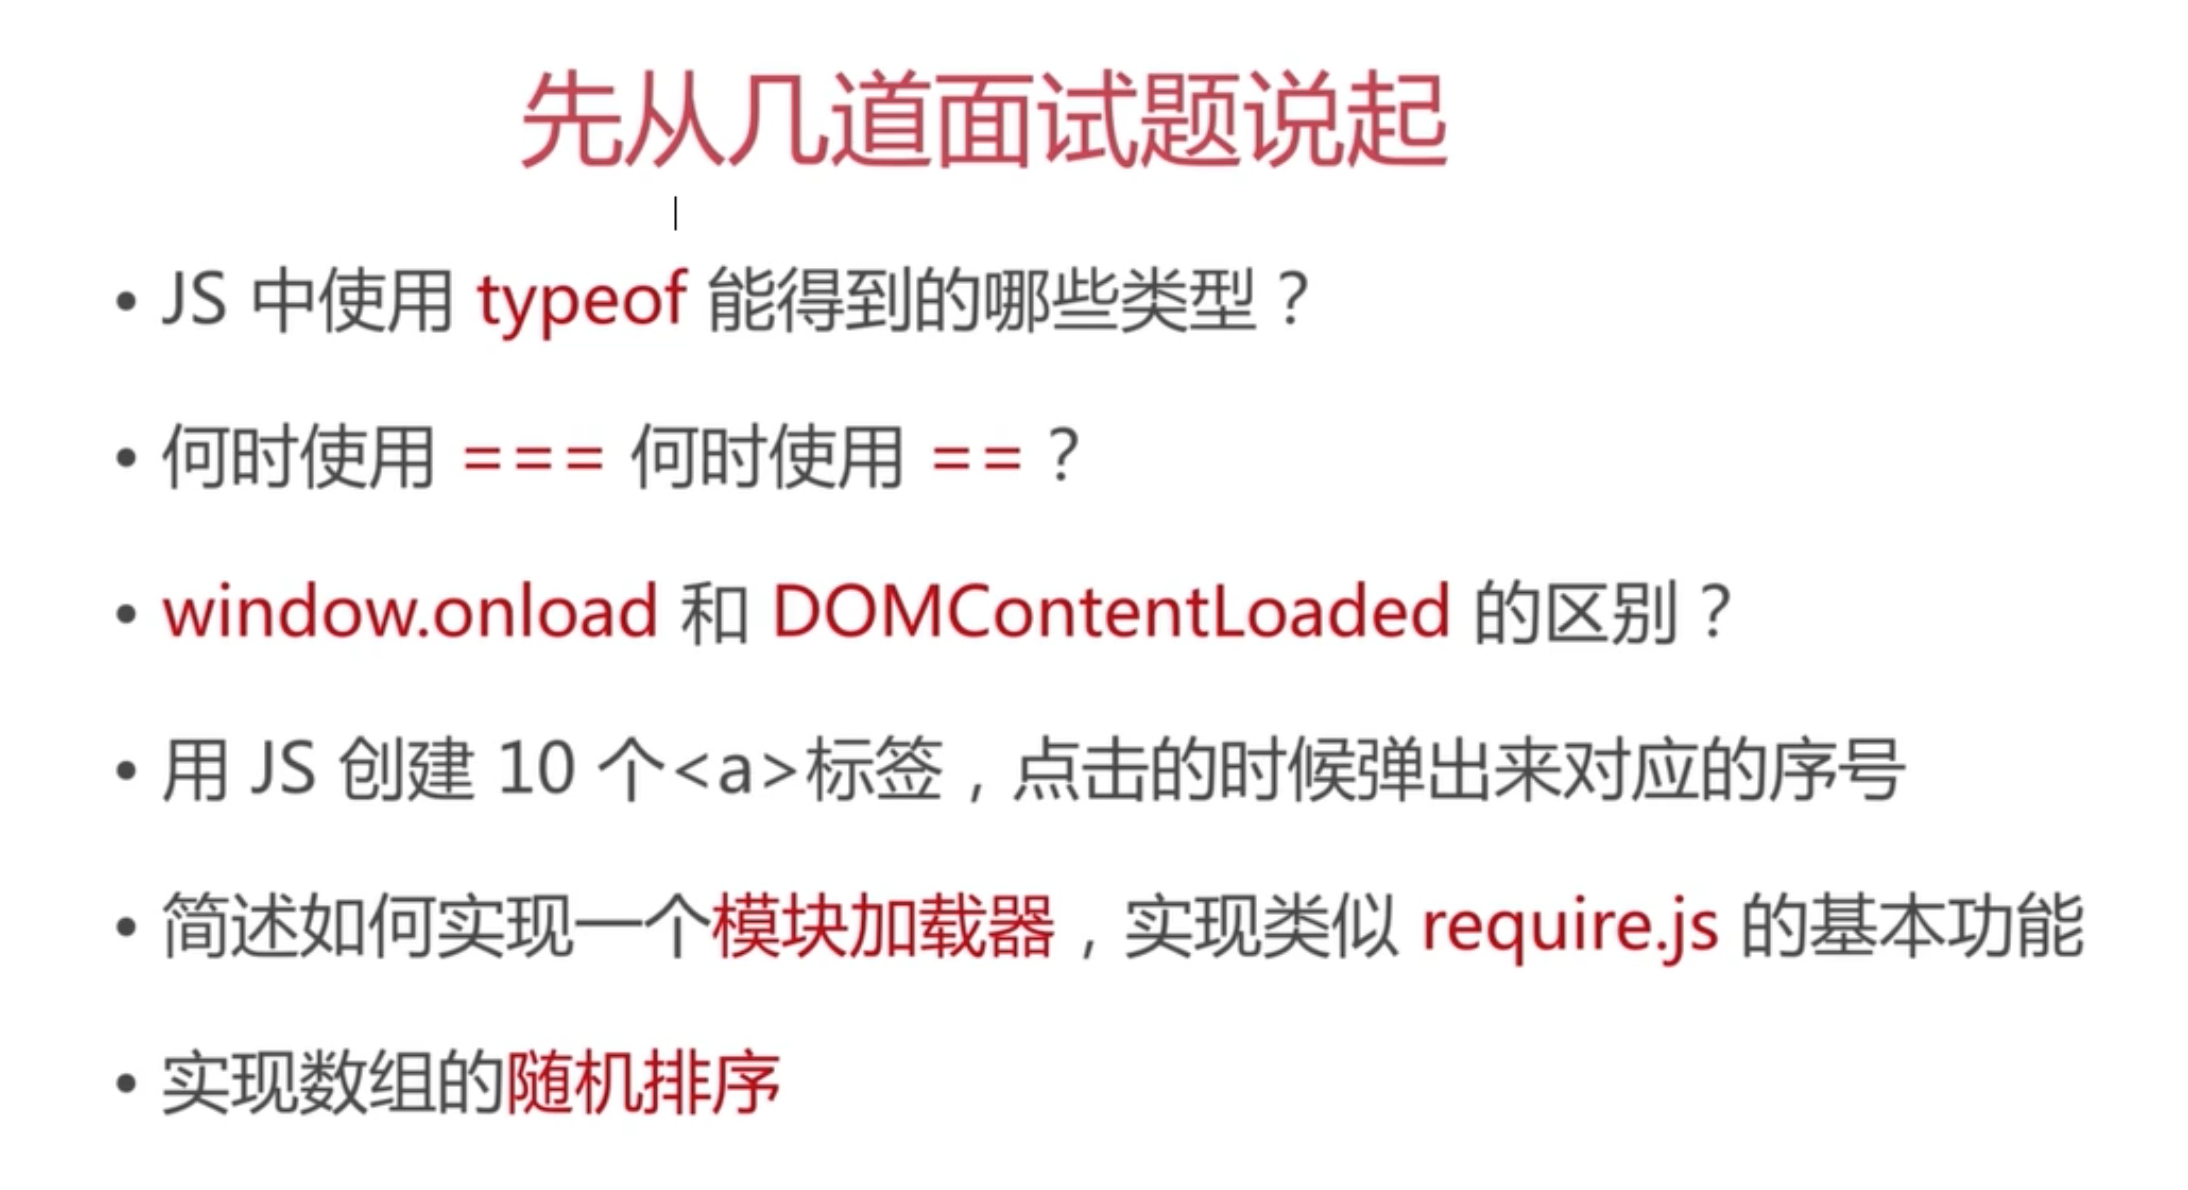 先从几道面试题说起
• JS 中使用 typeof 能得到的哪些类型？
• 何时使用 === 何时使用 ==？
• window.onload 和 DOMContentLoaded 的区别？
• 用 JS 创建 10 个<a>标签，点击的时候弹出来对应的序号
• 简述如何实现一个模块加载器，实现类似 require.js 的基本功能
• 实现数组的随机排序